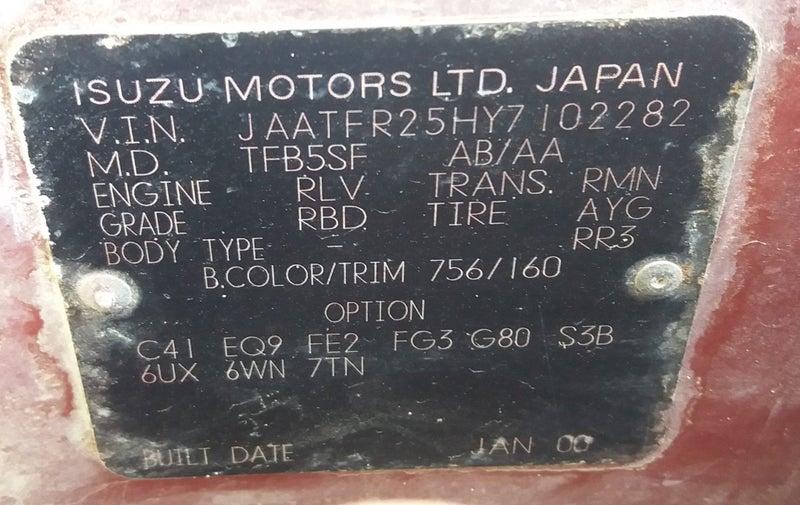 ISUZU MOTORS LTD. JAPAN
V.I.N. JAATFR25HY7102282
M.D. TFB5SF AB/AA
ENGINE RLV TRANS. RMN
GRADE RBD TIRE AYG
BODY TYPE - RR3
B.COLOR/TRIM 756/160
OPTION
C41 EQ9 FE2 FG3 G80 S3B
6UX 6WN 7TN
BUILT DATE JAN 00